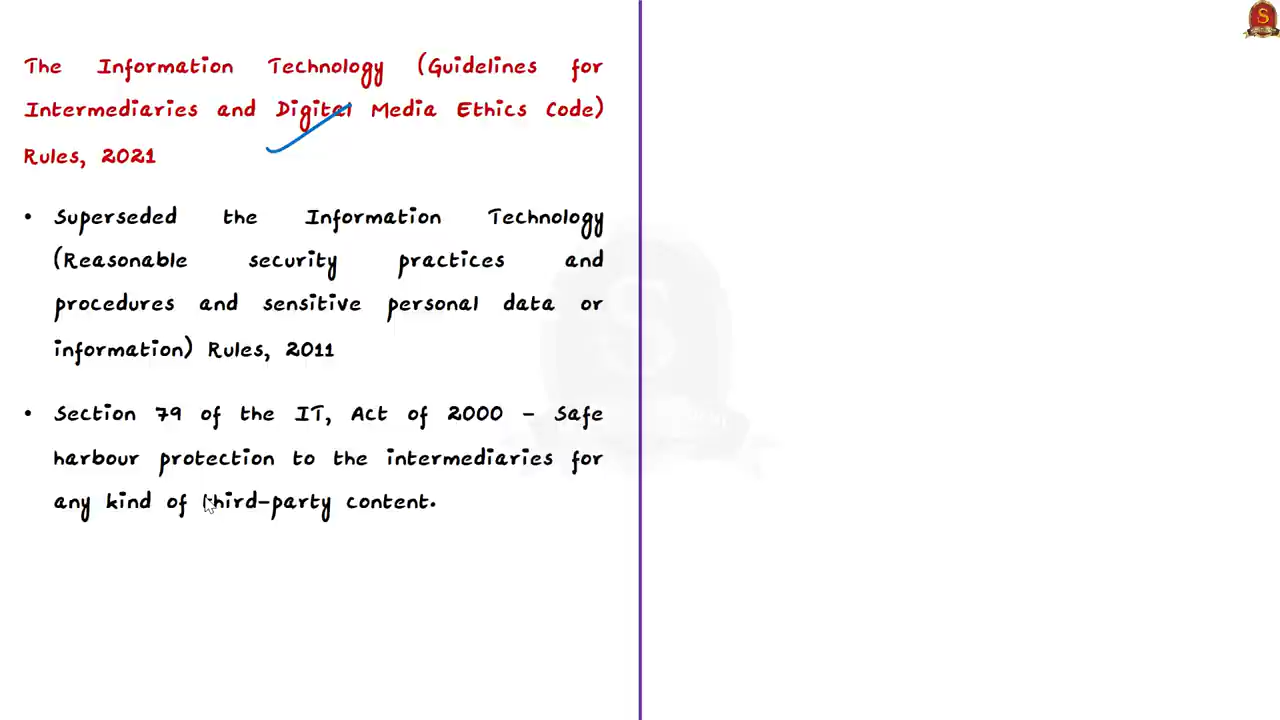 The Information Technology (Guidelines for
Intermediaries and Digital Media Ethics Code)
Rules, 2021
• Superseded the Information Technology
(Reasonable security practices and
procedures and sensitive personal data or
information) Rules, 2011
• Section 79 of the IT, Act of 2000 - Safe
harbour protection to the intermediaries for
any kind of third-party content.
S